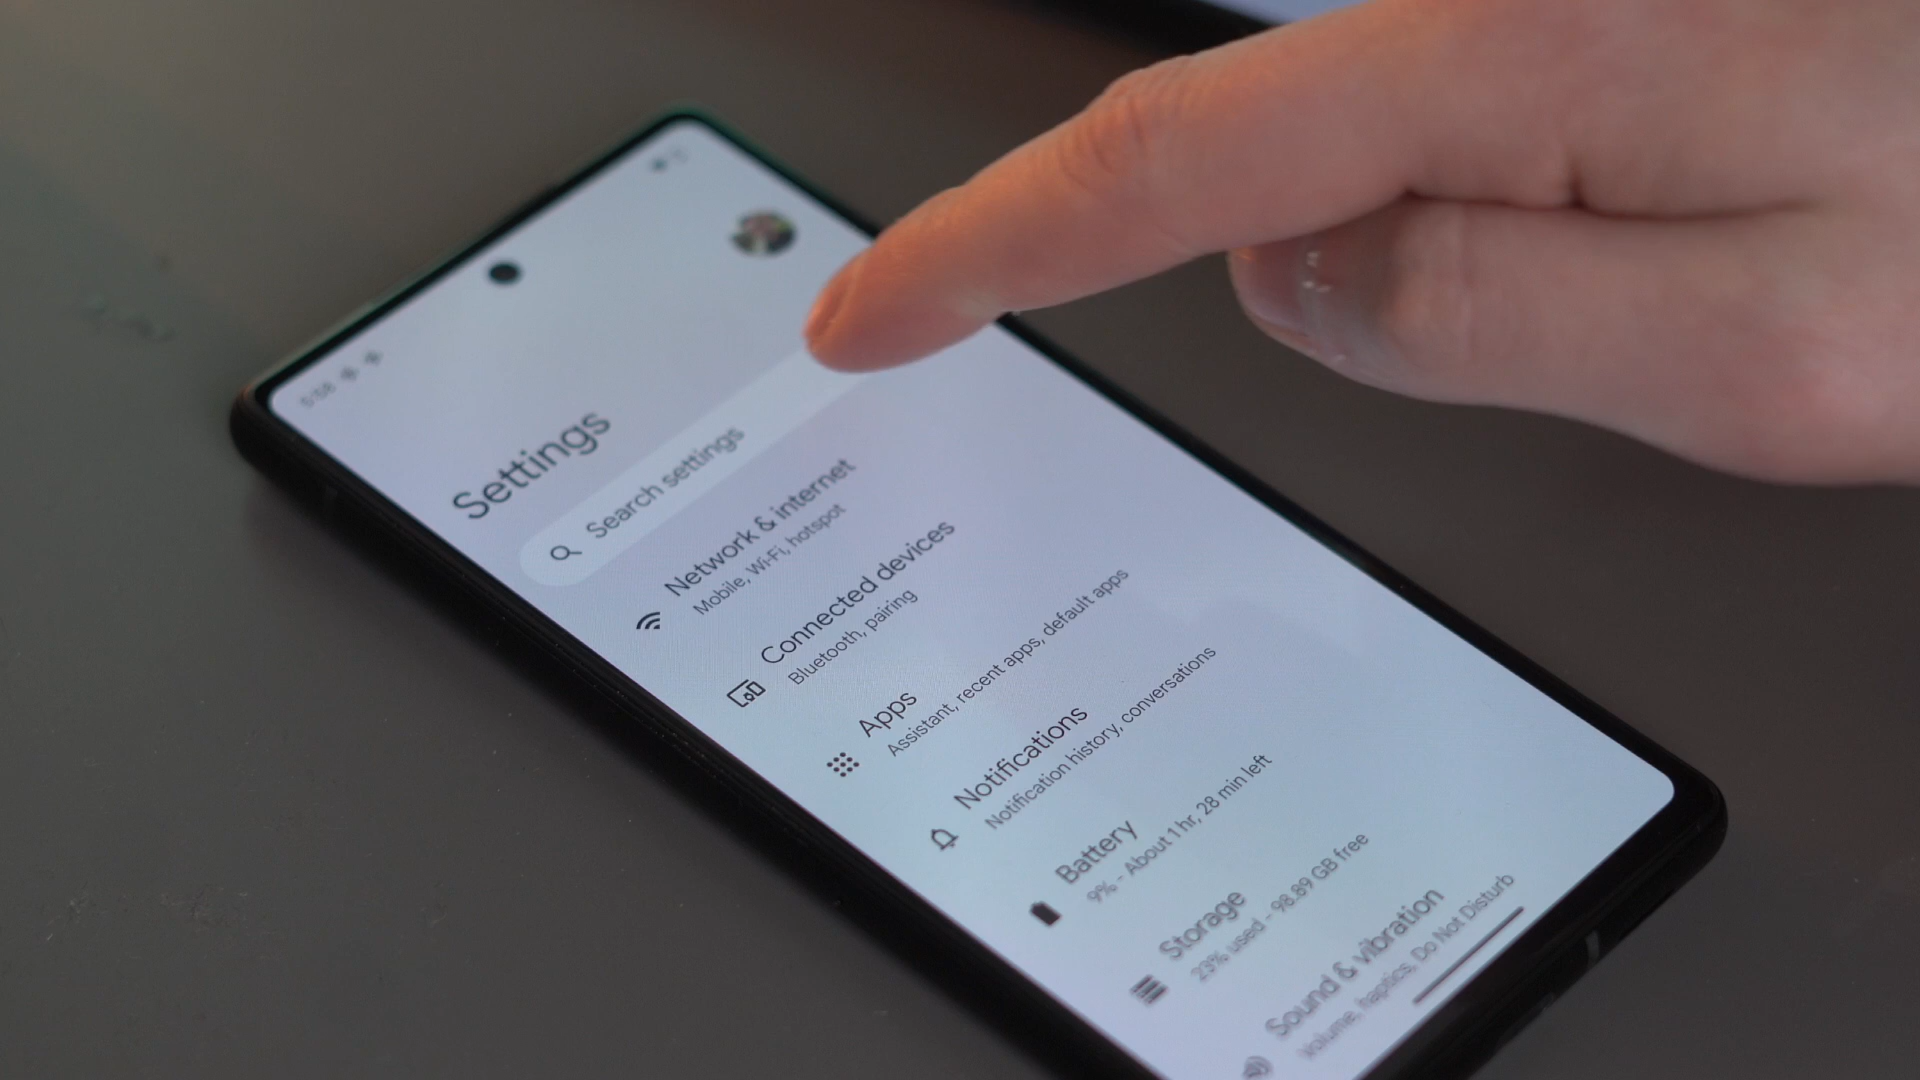 5:58
Settings
Search settings
Network & internet
Mobile, Wi-Fi, hotspot
Connected devices
Bluetooth, pairing
Apps
Assistant, recent apps, default apps
Notifications
Notification history, conversations
Battery
9% - About 1 hr, 28 min left
Storage
23% used - 98.89 GB free
Sound & vibration
Volume, haptics, Do Not Disturb